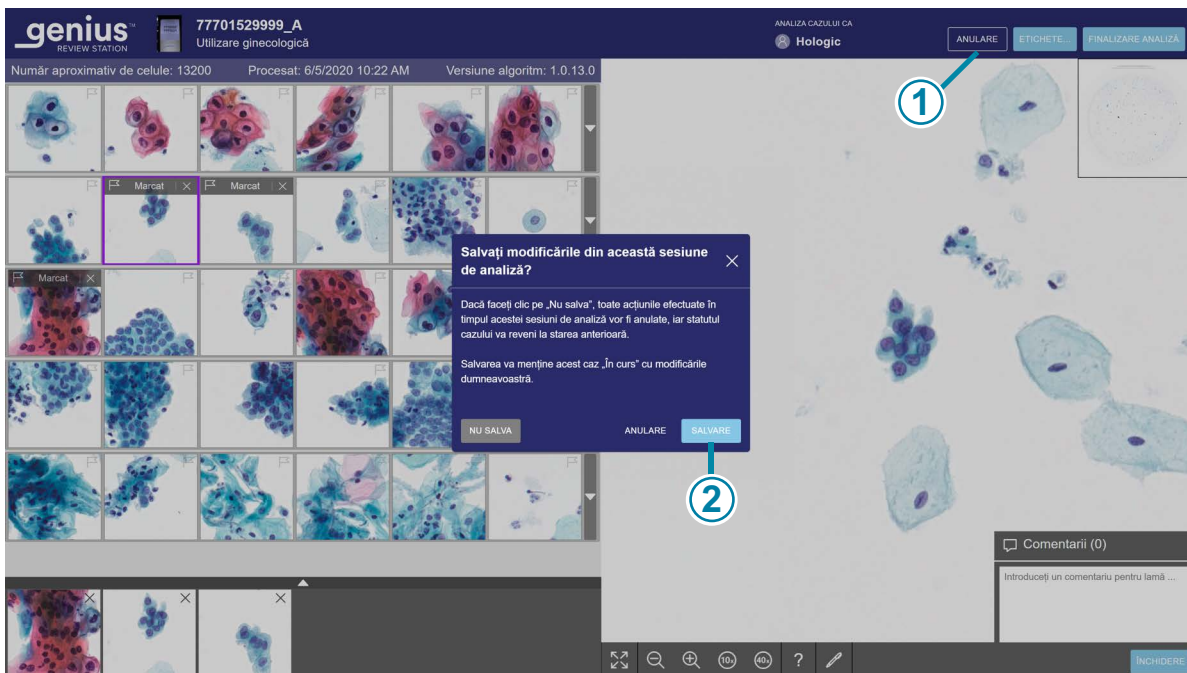 genius™
REVIEW STATION
77701529999_A
Utilizare ginecologică
ANALIZA CAZULUI CA
Hologic
ANULARE
ETICHETE...
FINALIZARE ANALIZĂ
Număr aproximativ de celule: 13200
Procesat: 6/5/2020 10:22 AM
Versiune algoritm: 1.0.13.0
1
Marcat
Marcat
Marcat
Salvați modificările din această sesiune
de analiză?
Dacă faceți clic pe „Nu salva”, toate acțiunile efectuate în
timpul acestei sesiuni de analiză vor fi anulate, iar statutul
cazului va reveni la starea anterioară.
Salvarea va menține acest caz „În curs” cu modificările
dumneavoastră.
NU SALVA
ANULARE
SALVARE
2
Comentarii (0)
Introduceți un comentariu pentru lamă ...
10x
40x
?
ÎNCHIDERE